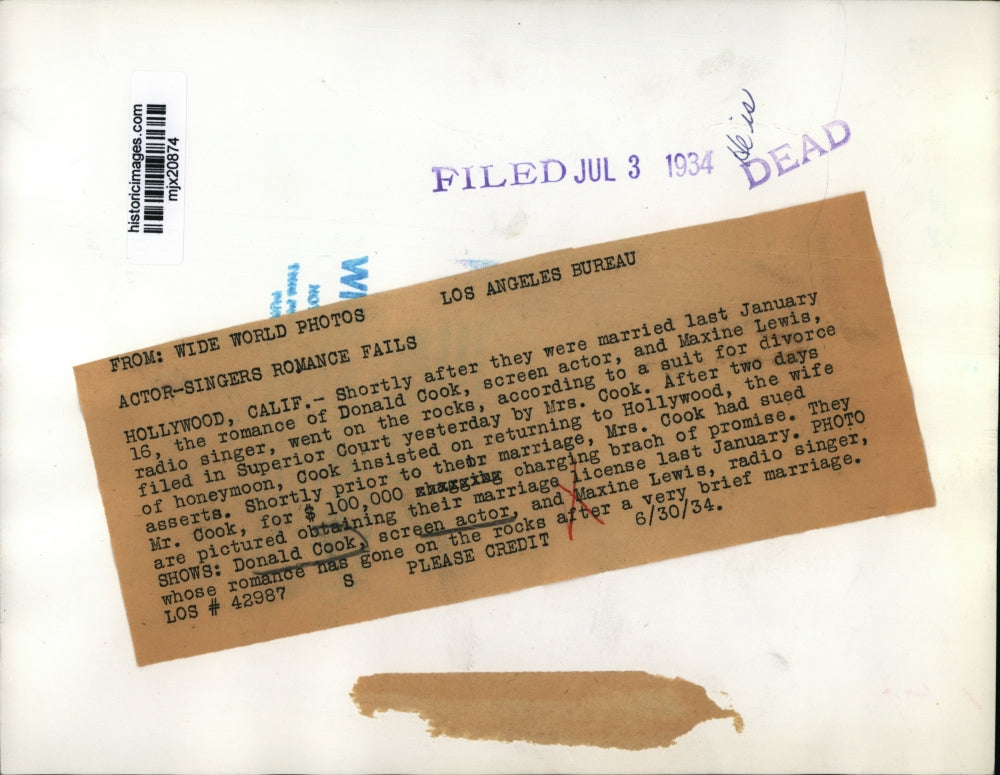 historicimages.com
mjx20874
FILED JUL 3 1934
He is
DEAD
WI
FROM: WIDE WORLD PHOTOS LOS ANGELES BUREAU
ACTOR-SINGERS ROMANCE FAILS
HOLLYWOOD, CALIF.- Shortly after they were married last January
16, the romance of Donald Cook, screen actor, and Maxine Lewis,
radio singer, went on the rocks, according to a suit for divorce
filed in Superior Court yesterday by Mrs. Cook. After two days
of honeymoon, Cook insisted on returning to Hollywood, the wife
asserts. Shortly prior to their marriage, Mrs. Cook had sued
Mr. Cook, for $ 100,000 charging brach of promise. They
are pictured obtaining their marriage license last January. PHOTO
SHOWS: Donald Cook, screen actor, and Maxine Lewis, radio singer,
whose romance has gone on the rocks after a very brief marriage.
LOS # 42987 S PLEASE CREDIT 6/30/34.